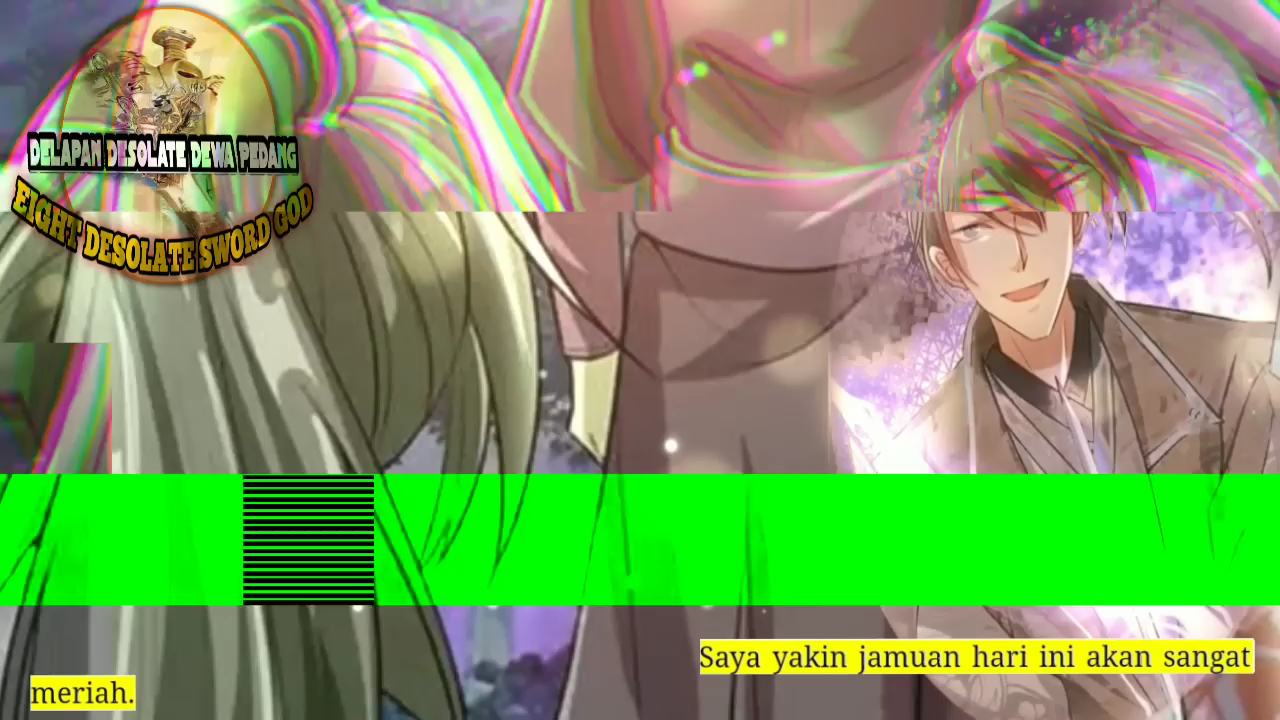 DELAPAN DESOLATE DEWA PEDANG
EIGHT DESOLATE SWORD GOD
Saya yakin jamuan hari ini akan sangat
meriah.